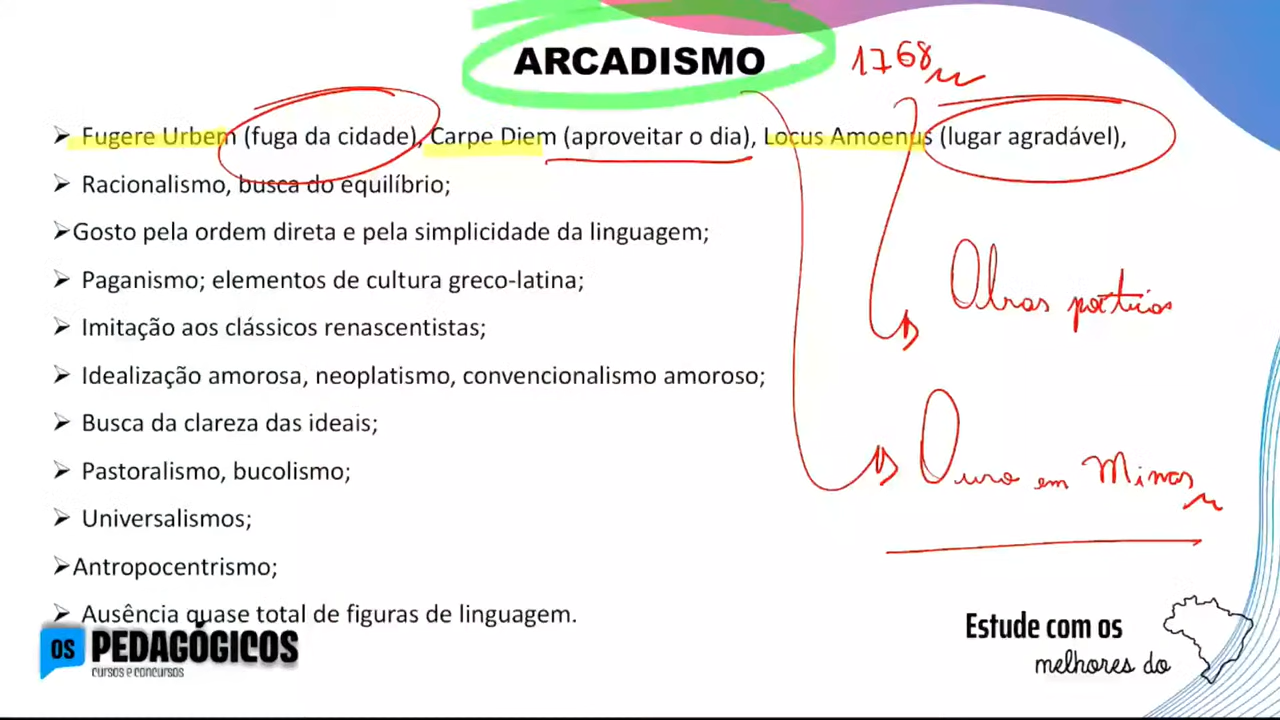 ARCADISMO
1768
➢ Fugere Urbem (fuga da cidade), Carpe Diem (aproveitar o dia), Locus Amoenus (lugar agradável),
➢ Racionalismo, busca do equilíbrio;
➢Gosto pela ordem direta e pela simplicidade da linguagem;
➢ Paganismo; elementos de cultura greco-latina;
Obras poéticas
➢ Imitação aos clássicos renascentistas;
➢ Idealização amorosa, neoplatismo, convencionalismo amoroso;
➢ Busca da clareza das ideais;
➢ Pastoralismo, bucolismo;
Ouro em Minas
➢ Universalismos;
➢Antropocentrismo;
➢ Ausência quase total de figuras de linguagem.
OS PEDAGÓGICOS
cursos e concursos
Estude com os
melhores do